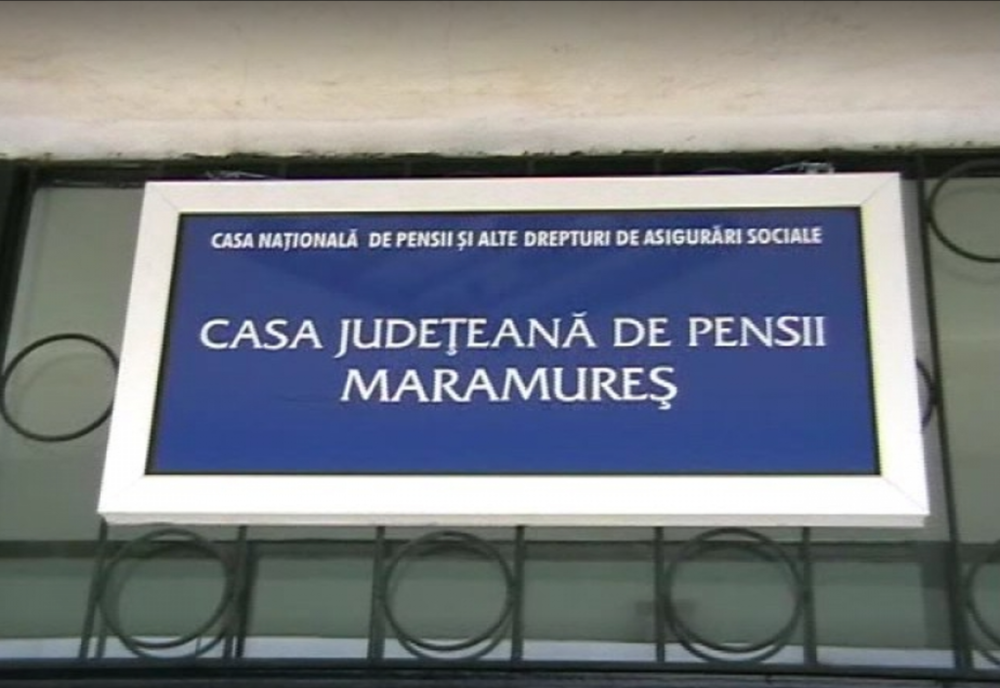 CASA NAȚIONALĂ DE PENSII ȘI ALTE DREPTURI DE ASIGURĂRI SOCIALE
CASA JUDEŢEANĂ DE PENSII
MARAMUREŞ